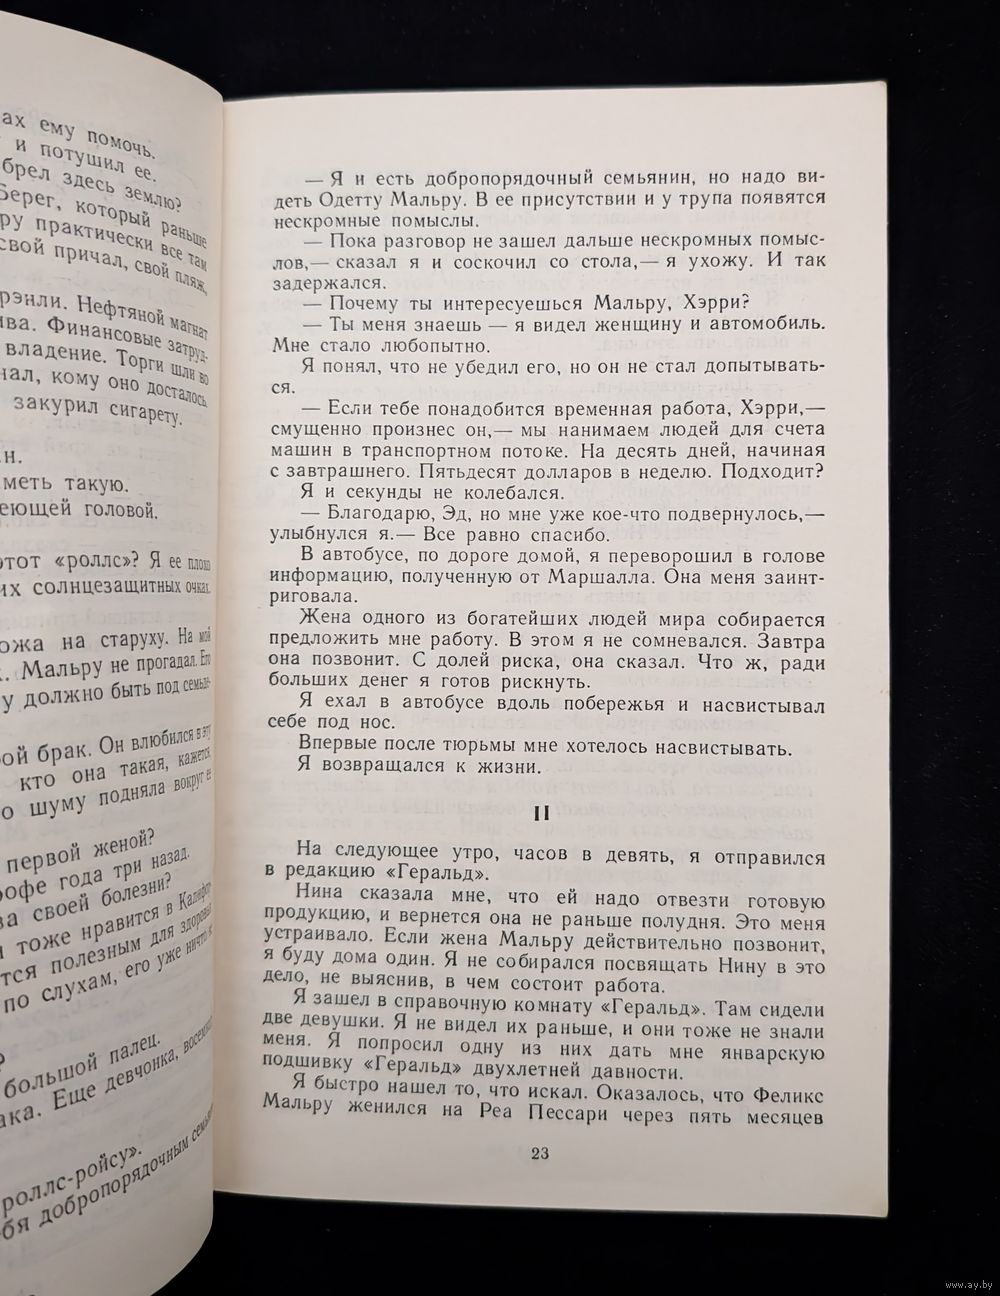 ах ему помочь.
и потушил ее.
брел здесь землю?
Берег, который раньше
ру практически все там
свой причал, свой пляж,
рэнли. Нефтяной магнат
ива. Финансовые затруд-
владение. Торги шли во
нал, кому оно досталось.
закурил сигарету.
н.
меть такую.
еющей головой.
этот «роллс»? Я ее плохо
их солнцезащитных очках.
ожа на старуху. На мой
Мальру не прогадал. Его
у должно быть под семьде-
ой брак. Он влюбился в эту
кто она такая, кажется,
о шуму подняла вокруг ее
первой женой?
рофе года три назад.
за своей болезни?
тоже нравится в Калифор-
тся полезным для здоровья
по слухам, его уже ничто не
?
большой палец.
ака. Еще девчонка, восемнад
роллс-ройсу».
бя добропорядочным семьян
— Я и есть добропорядочный семьянин, но надо ви-
деть Одетту Мальру. В ее присутствии и у трупа появятся
нескромные помыслы.
— Пока разговор не зашел дальше нескромных помыс-
лов,— сказал я и соскочил со стола,— я ухожу. И так
задержался.
— Почему ты интересуешься Мальру, Хэрри?
— Ты меня знаешь — я видел женщину и автомобиль.
Мне стало любопытно.
Я понял, что не убедил его, но он не стал допытывать-
ся.
— Если тебе понадобится временная работа, Хэрри,—
смущенно произнес он,— мы нанимаем людей для счета
машин в транспортном потоке. На десять дней, начиная
с завтрашнего. Пятьдесят долларов в неделю. Подходит?
Я и секунды не колебался.
— Благодарю, Эд, но мне уже кое-что подвернулось,—
улыбнулся я.— Все равно спасибо.
В автобусе, по дороге домой, я переворошил в голове
информацию, полученную от Маршалла. Она меня заинт-
риговала.
Жена одного из богатейших людей мира собирается
предложить мне работу. В этом я не сомневался. Завтра
она позвонит. С долей риска, она сказал. Что ж, ради
больших денег я готов рискнуть.
Я ехал в автобусе вдоль побережья и насвистывал
себе под нос.
Впервые после тюрьмы мне хотелось насвистывать.
Я возвращался к жизни.
II
На следующее утро, часов в девять, я отправился
в редакцию «Геральд».
Нина сказала мне, что ей надо отвезти готовую
продукцию, и вернется она не раньше полудня. Это меня
устраивало. Если жена Мальру действительно позвонит,
я буду дома один. Я не собирался посвящать Нину в это
дело, не выяснив, в чем состоит работа.
Я зашел в справочную комнату «Геральд». Там сидели
две девушки. Я не видел их раньше, и они тоже не знали
меня. Я попросил одну из них дать мне январскую
подшивку «Геральд» двухлетней давности.
Я быстро нашел то, что искал. Оказалось, что Феликс
Мальру женился на Реа Пессари через пять месяцев
23
www.ay.by